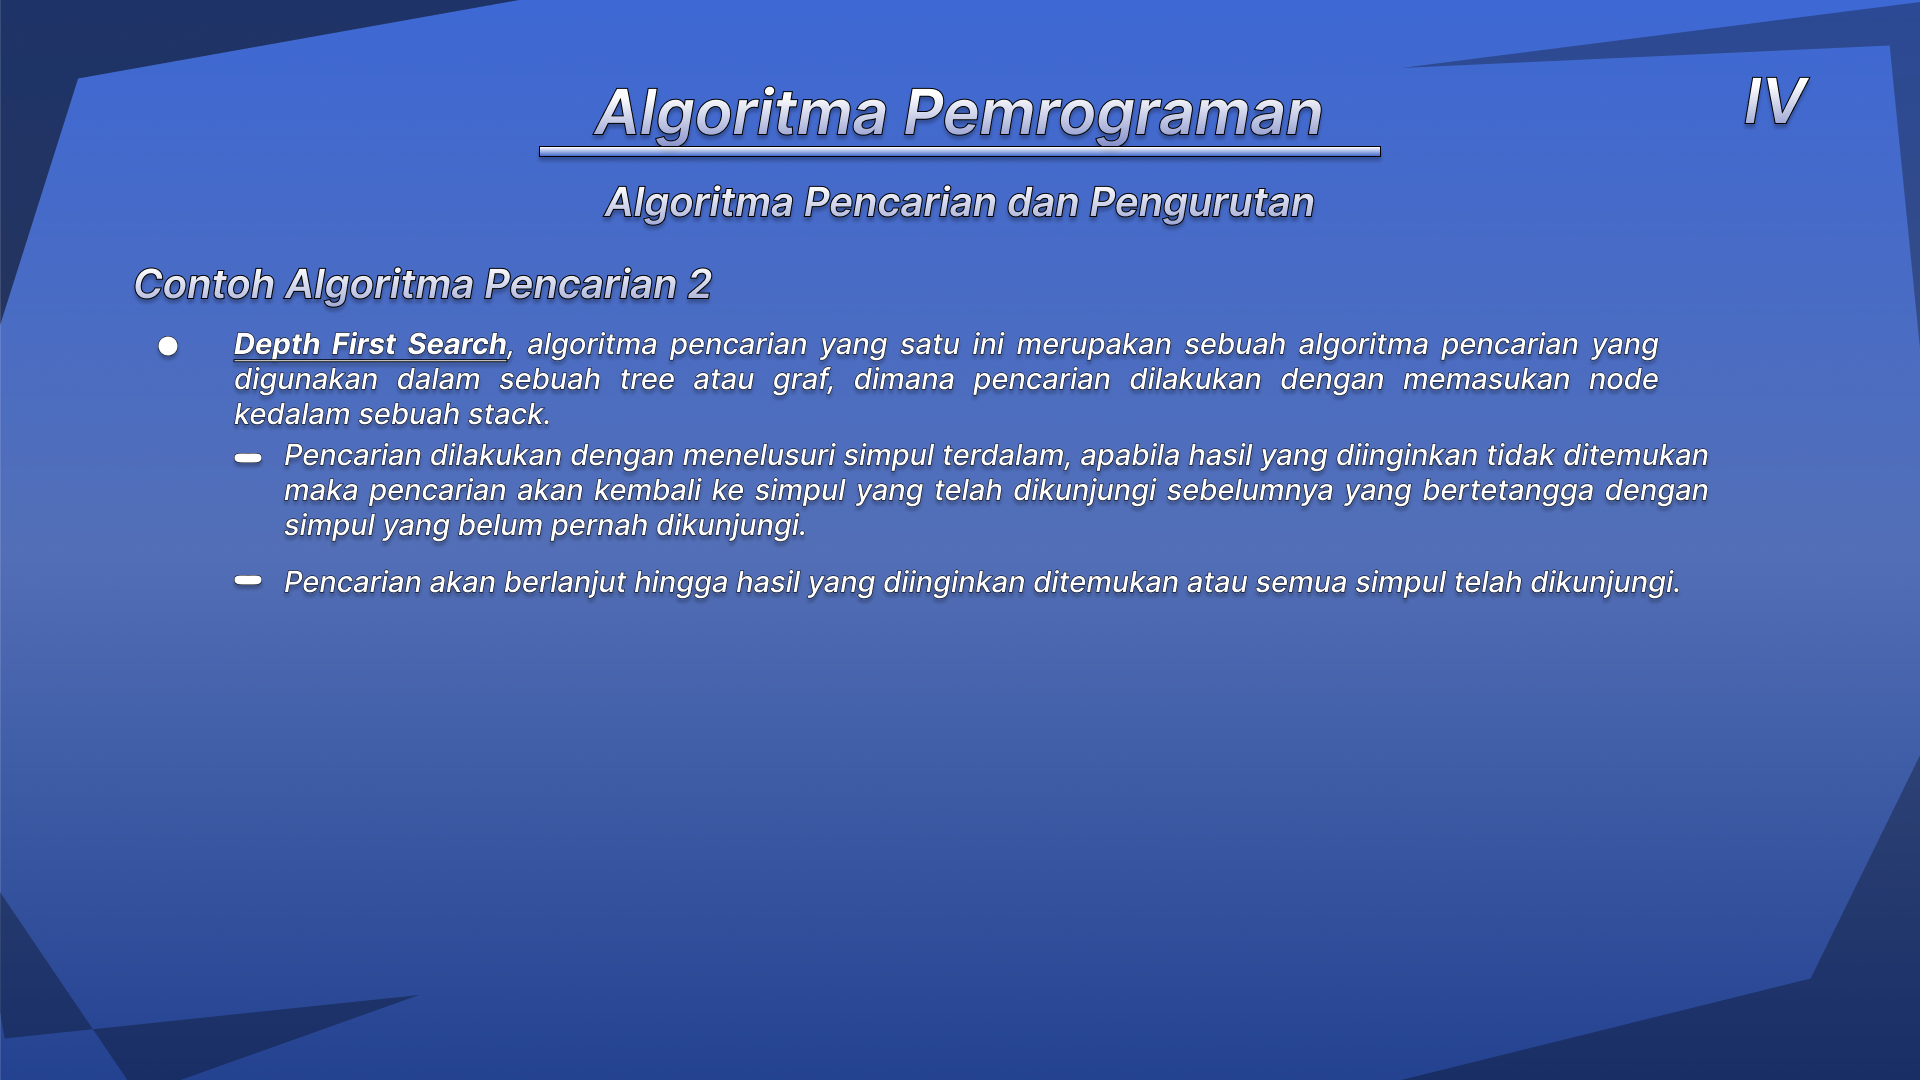 Algoritma Pemrograman
IV
Algoritma Pencarian dan Pengurutan
Contoh Algoritma Pencarian 2
Depth First Search, algoritma pencarian yang satu ini merupakan sebuah algoritma pencarian yang
digunakan dalam sebuah tree atau graf, dimana pencarian dilakukan dengan memasukan node
kedalam sebuah stack.
Pencarian dilakukan dengan menelusuri simpul terdalam, apabila hasil yang diinginkan tidak ditemukan
maka pencarian akan kembali ke simpul yang telah dikunjungi sebelumnya yang bertetangga dengan
simpul yang belum pernah dikunjungi.
Pencarian akan berlanjut hingga hasil yang diinginkan ditemukan atau semua simpul telah dikunjungi.